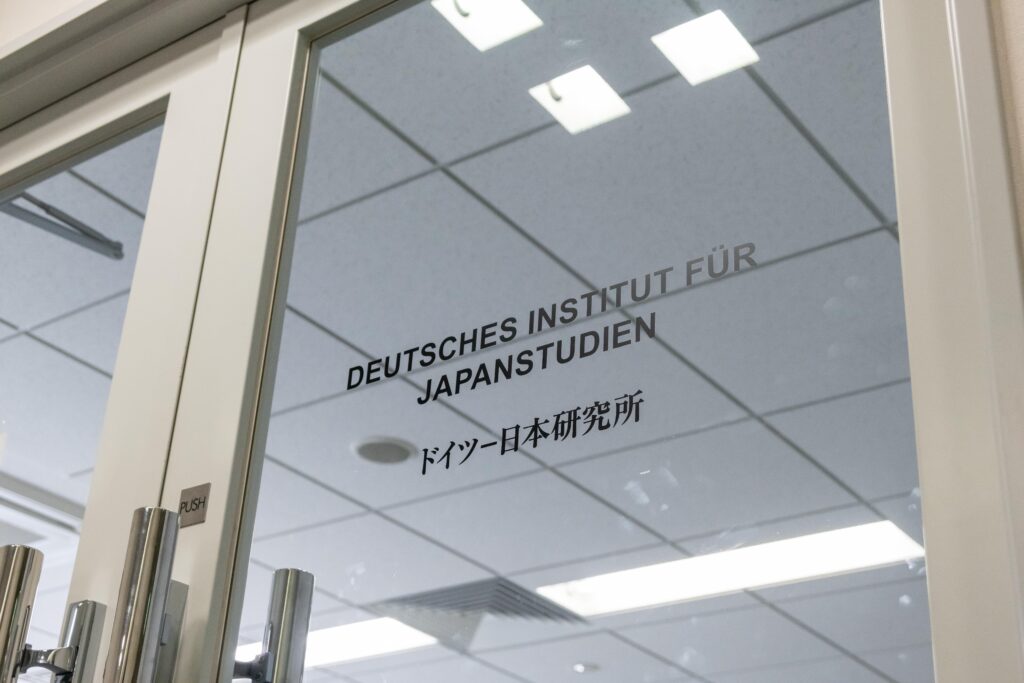 DEUTSCHES INSTITUT FÜR
JAPANSTUDIEN
ドイツ−日本研究所
PUSH